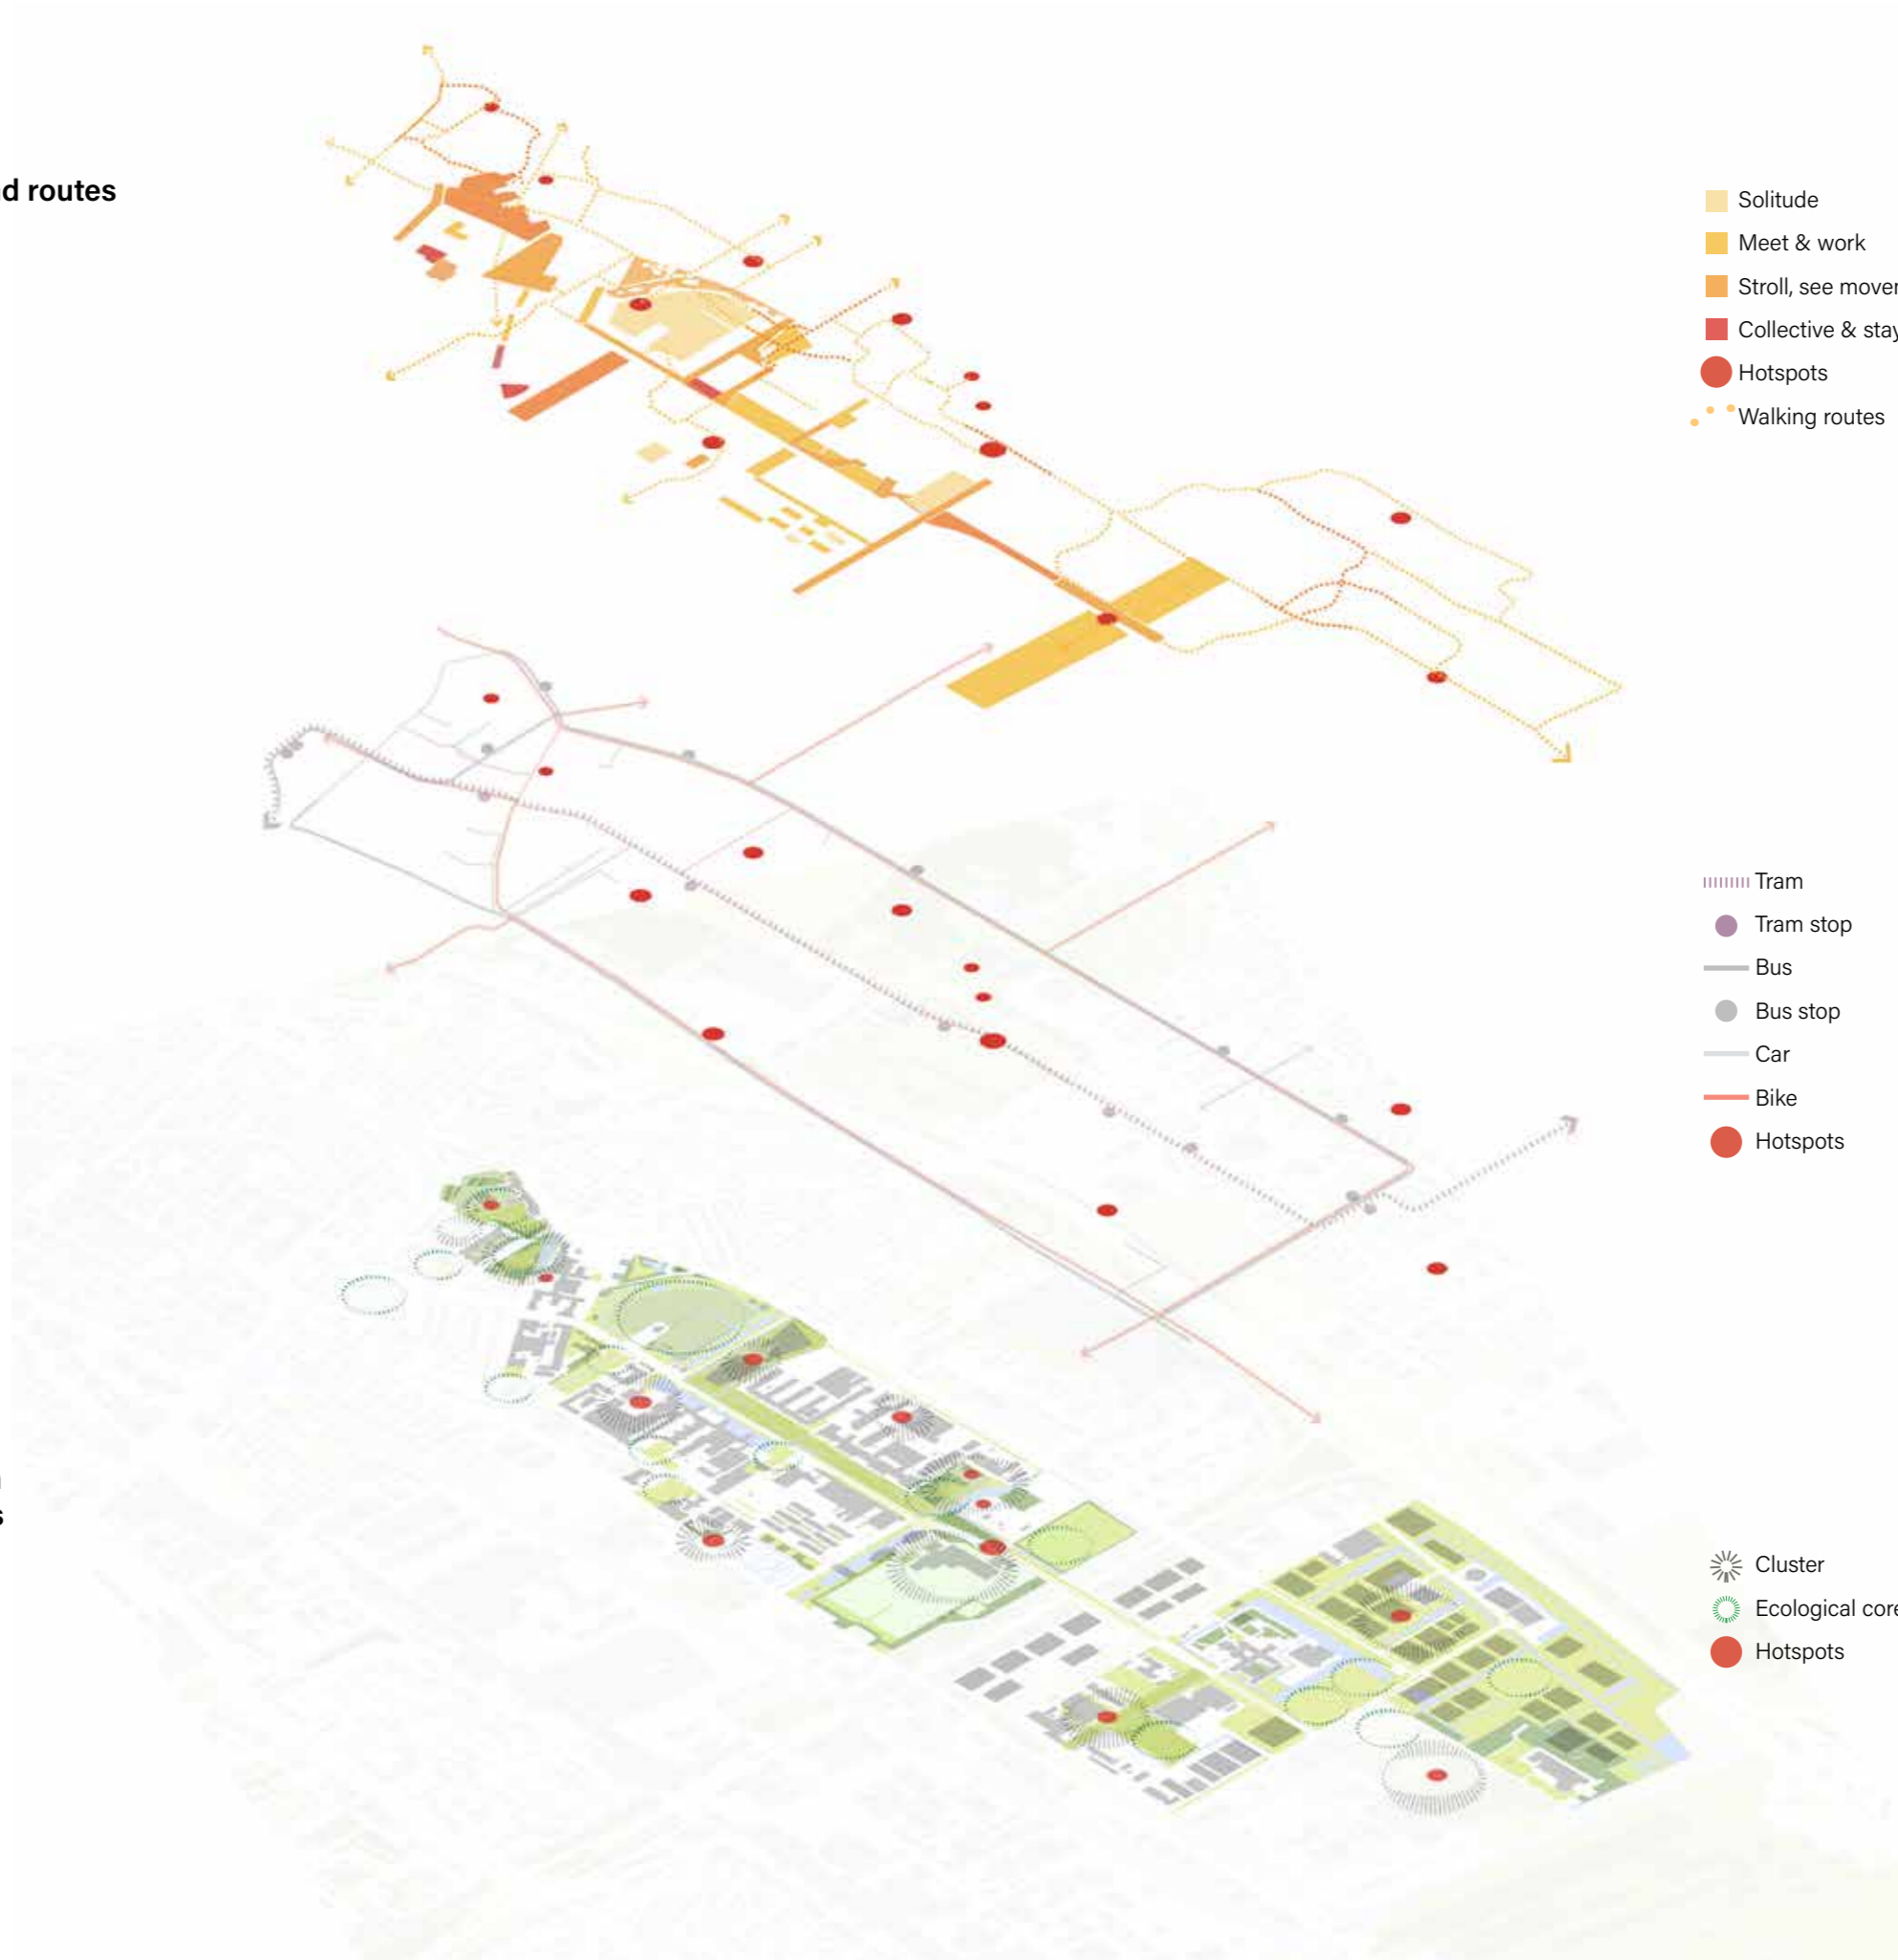 d routes
Solitude
Meet & work
Stroll, see mover
Collective & stay
Hotspots
Walking routes
Tram
Tram stop
Bus
Bus stop
Car
Bike
Hotspots
s
Cluster
Ecological core
Hotspots